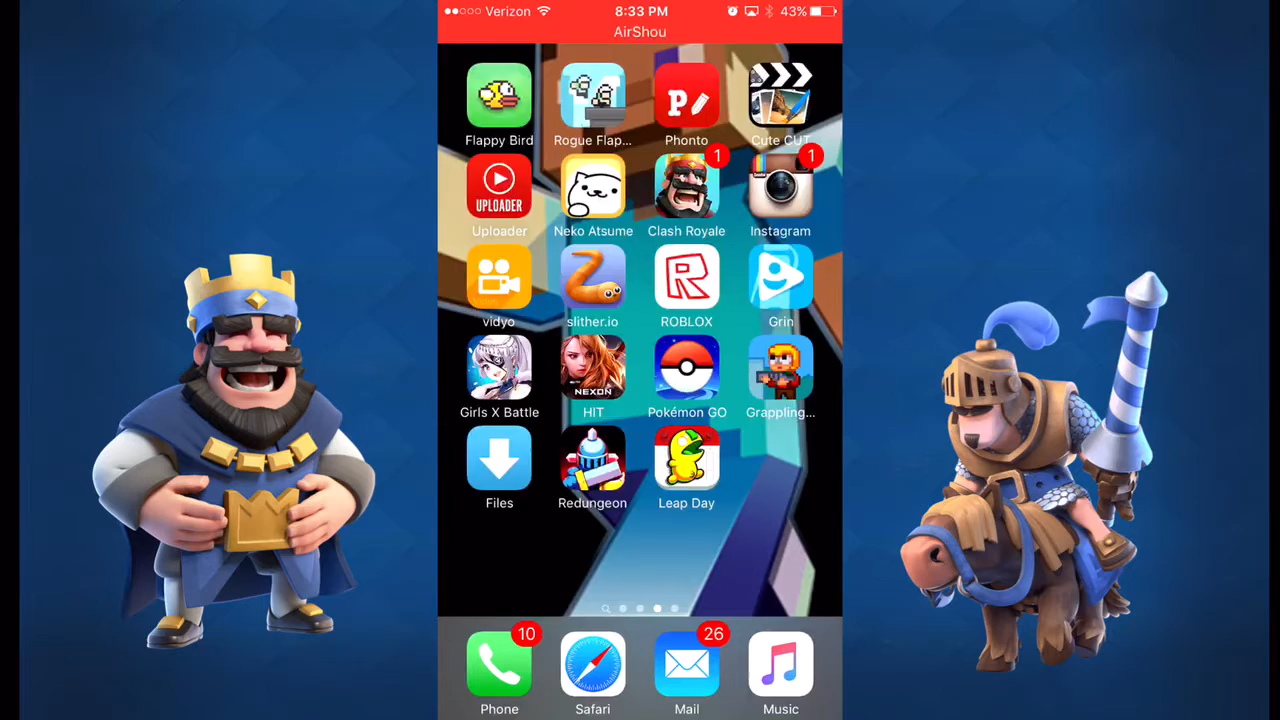 Verizon 8:33 PM 43%
AirShou
Flappy Bird Rogue Flap... Phonto Cute CUT
P
1 1
UPLOADER
Uploader Neko Atsume Clash Royale Instagram
R
vidyo slither.io ROBLOX Grin
NEXON
Girls X Battle HIT Pokémon GO Grappling...
Files Redungeon Leap Day
10 26
Phone Safari Mail Music